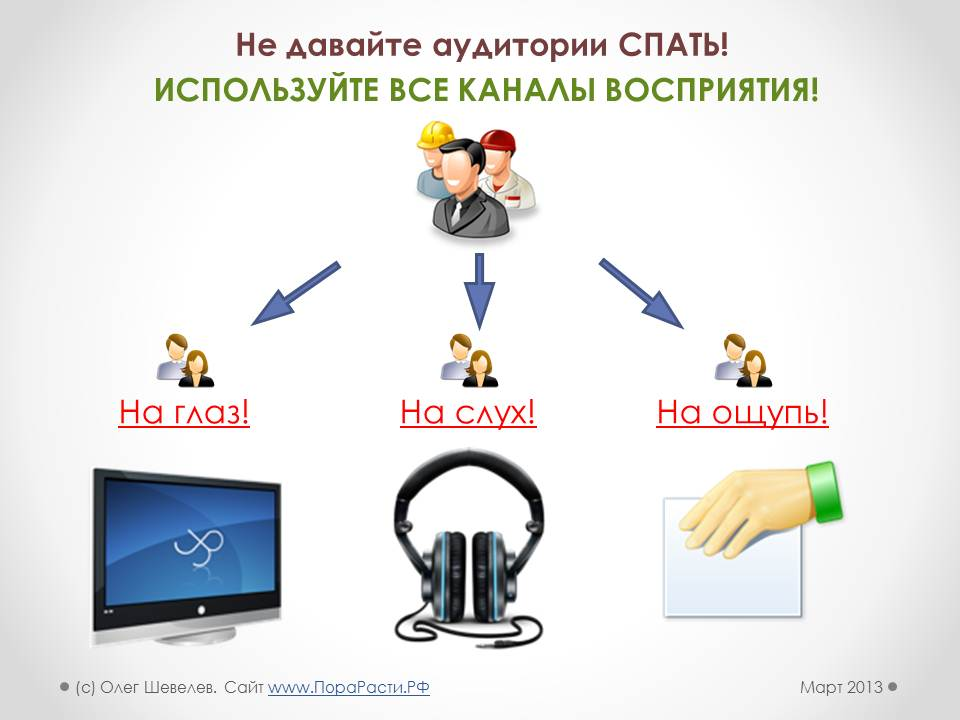 Не давайте аудитории СПАТЬ!
ИСПОЛЬЗУЙТЕ ВСЕ КАНАЛЫ ВОСПРИЯТИЯ!
На глаз!
На слух!
На ощупь!
(с) Олег Шевелев. Сайт www.ПораРасти.РФ
Март 2013